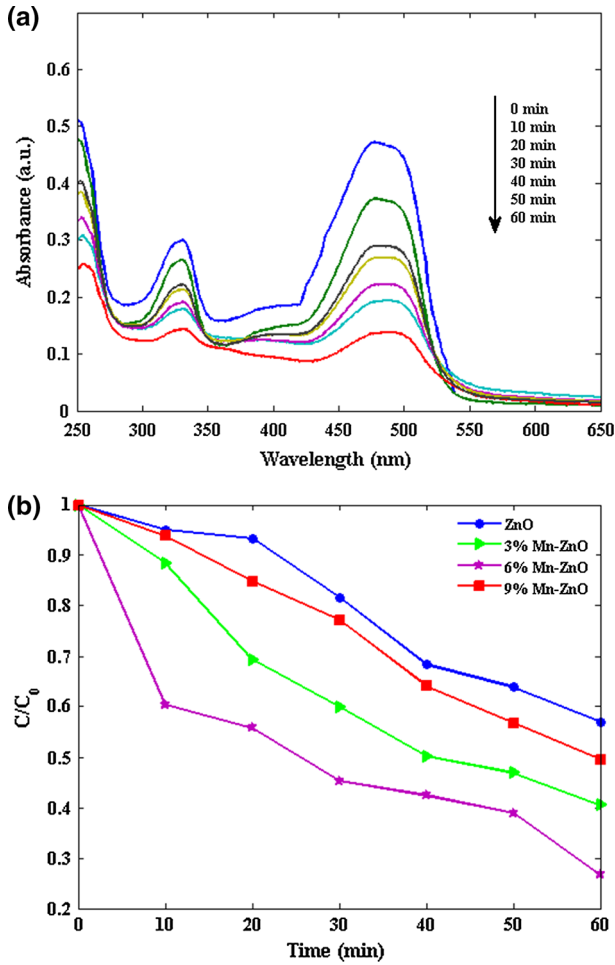 (a)
Absorbance (a.u.)
0.6
0.5
0.4
0.3
0.2
0.1
0
0 min
10 min
20 min
30 min
40 min
50 min
60 min
250 300 350 400 450 500 550 600 650
Wavelength (nm)
(b)
C/C0
1
0.9
0.8
0.7
0.6
0.5
0.4
0.3
0.2
ZnO
3% Mn-ZnO
6% Mn-ZnO
9% Mn-ZnO
0 10 20 30 40 50 60
Time (min)